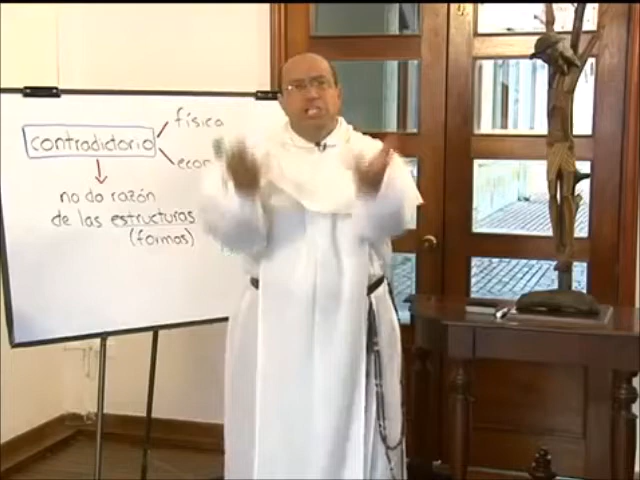 física
contradictorio
no da razón
de las estructuras
(formas)